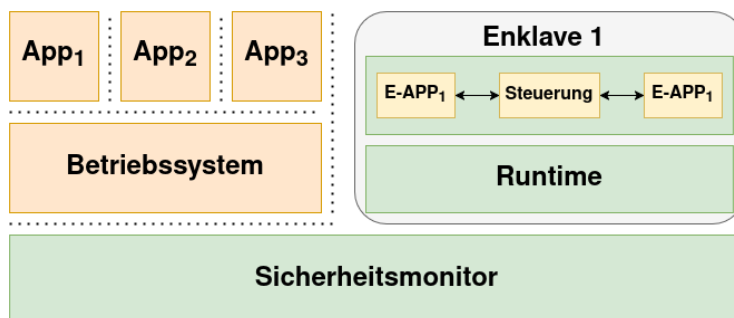 App₁ App₂ App₃
Enklave 1
E-APP₁ Steuerung E-APP₁
Betriebssystem
Runtime
Sicherheitsmonitor